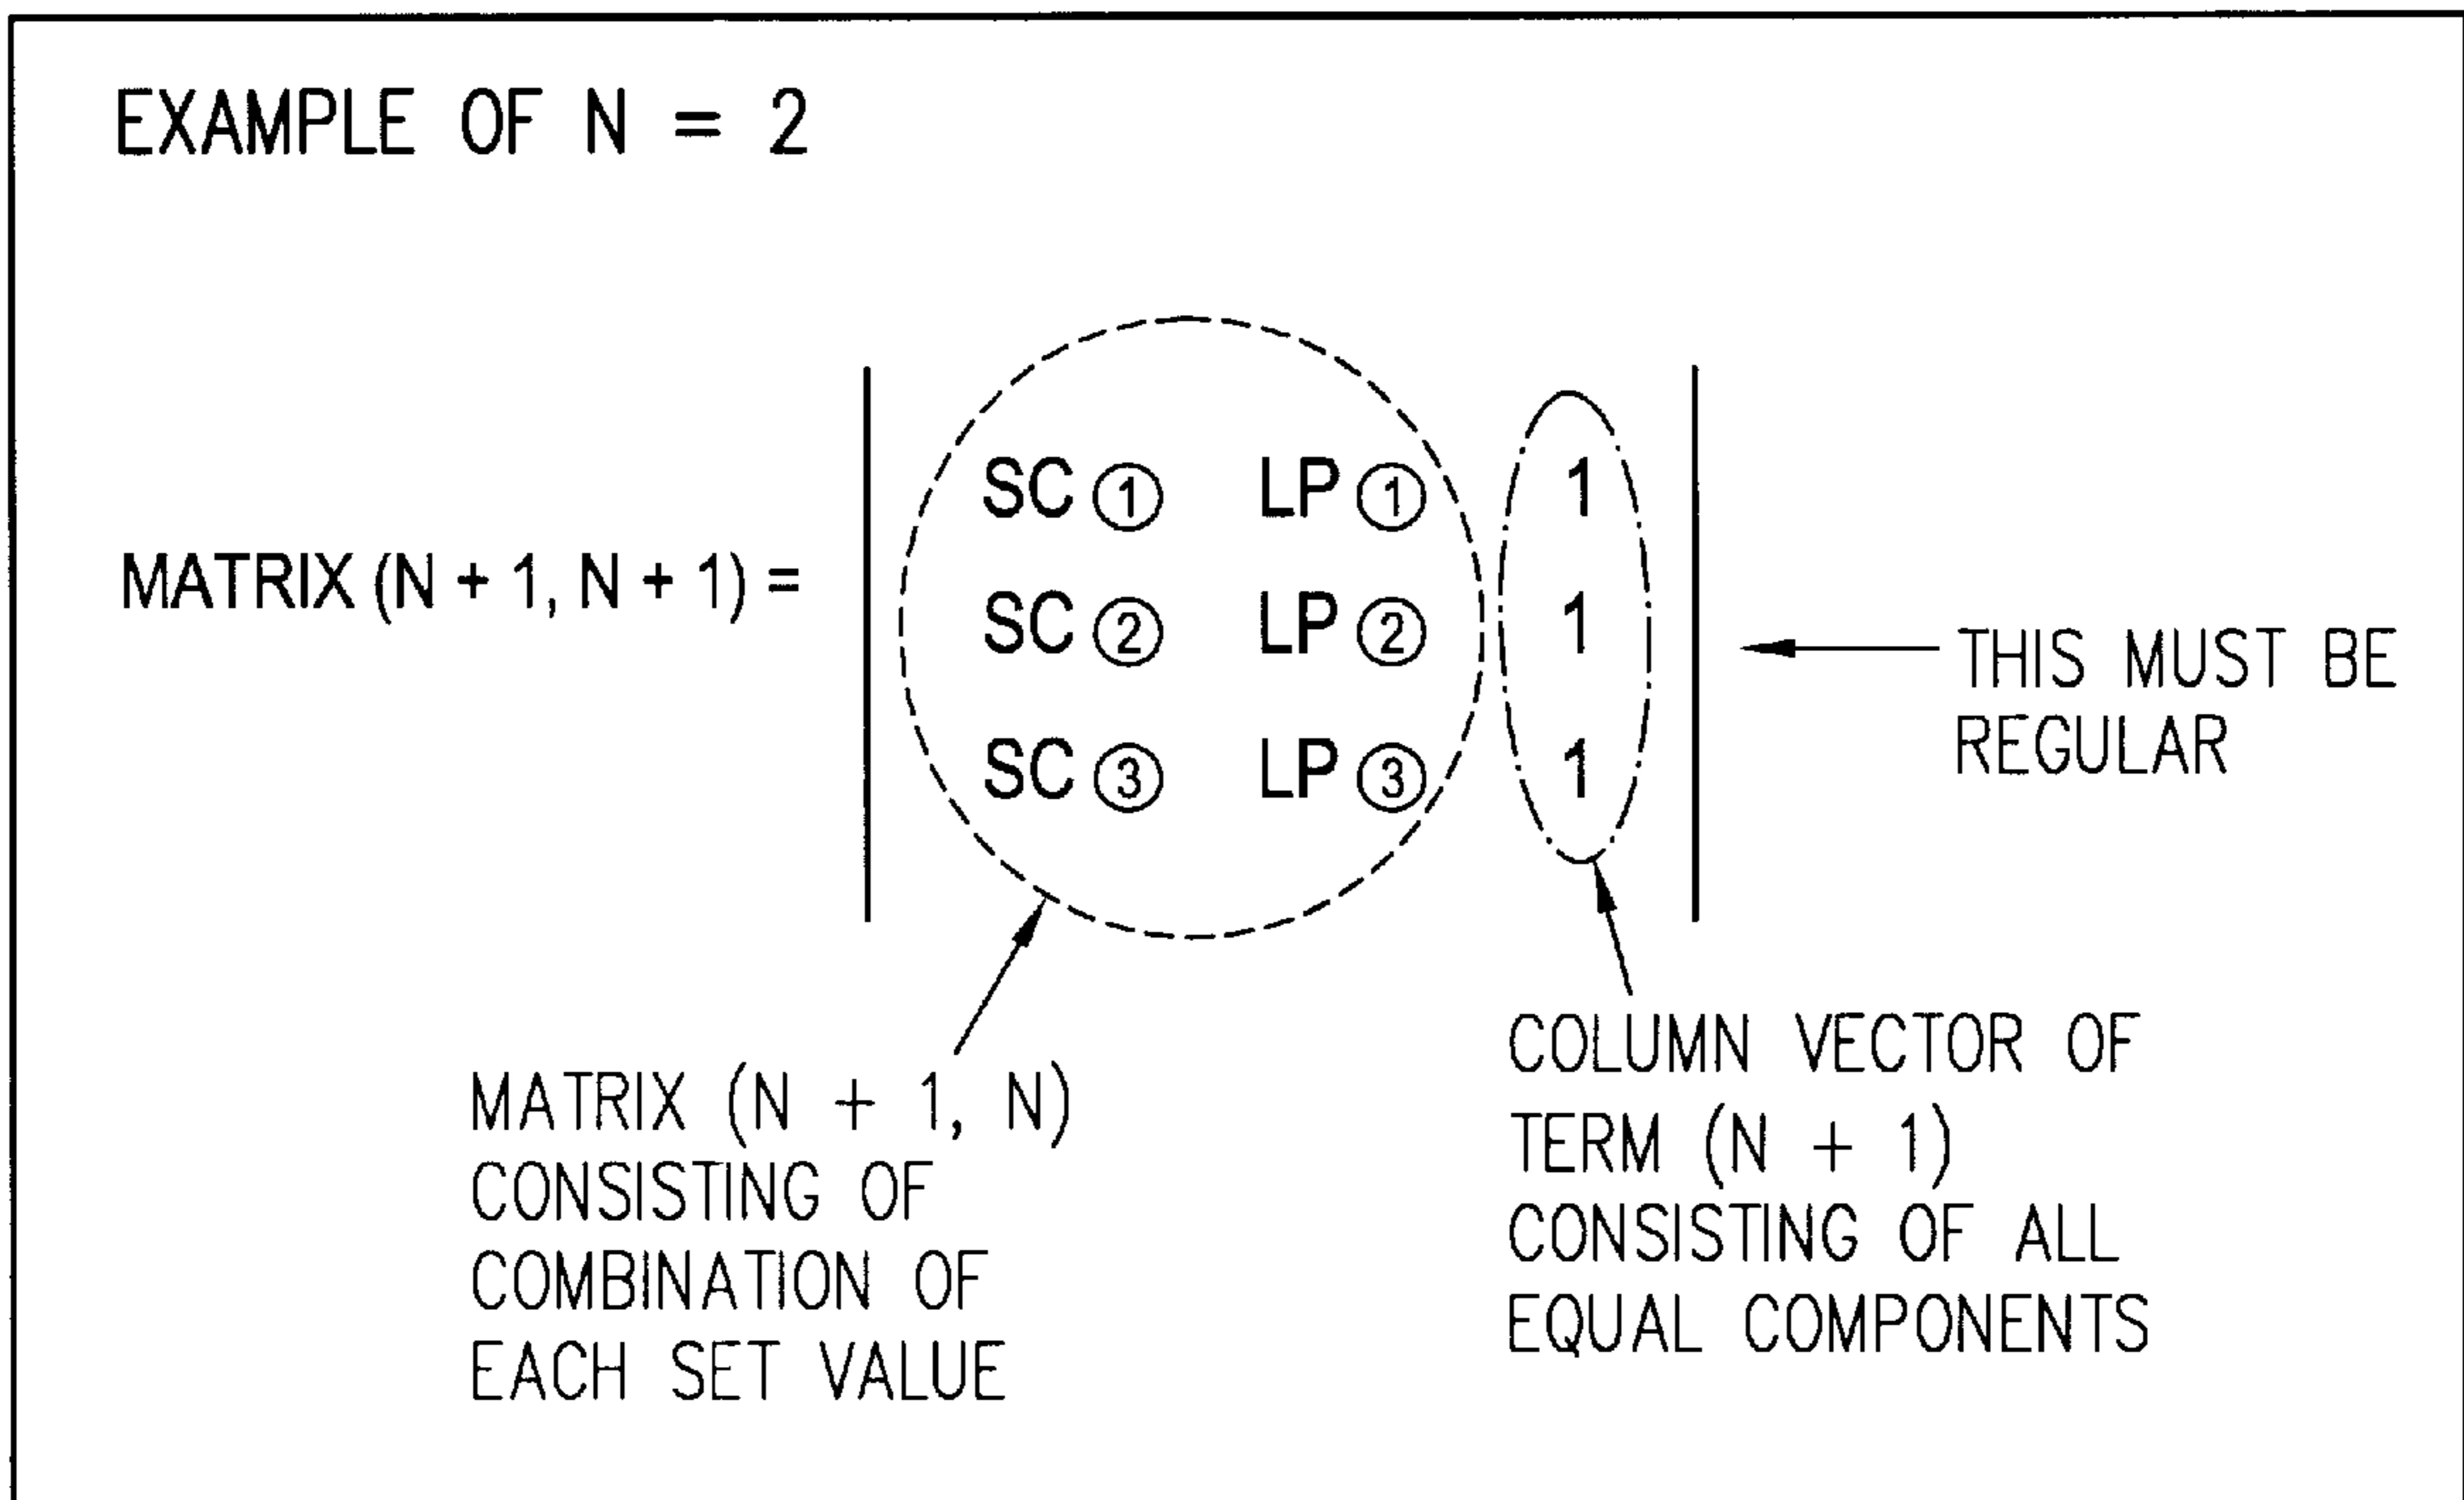 EXAMPLE OF N = 2
SC ① LP ① 1
MATRIX (N + 1, N + 1) =
SC ② LP ② 1
THIS MUST BE
REGULAR
SC ③ LP ③ 1
MATRIX (N + 1, N)
CONSISTING OF
COMBINATION OF
EACH SET VALUE
COLUMN VECTOR OF
TERM (N + 1)
CONSISTING OF ALL
EQUAL COMPONENTS